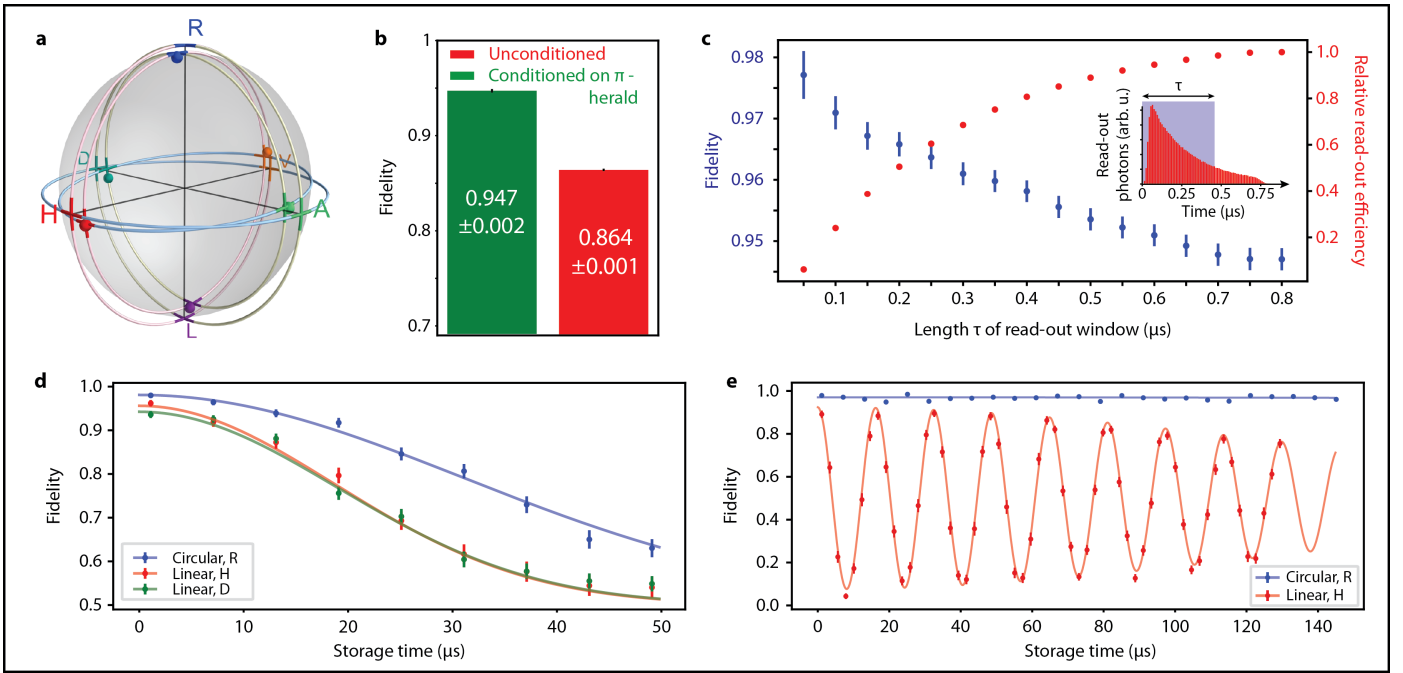 a
R
D
V
H
A
L
b
1
0.9
0.8
0.7
Fidelity
Unconditioned
Conditioned on π -
herald
0.947
±0.002
0.864
±0.001
c
0.98
0.97
0.96
0.95
Fidelity
1.0
0.8
0.6
0.4
0.2
Relative read-out efficiency
τ
Read-out
photons (arb. u.)
0 0.25 0.5 0.75
Time (μs)
0.1 0.2 0.3 0.4 0.5 0.6 0.7 0.8
Length τ of read-out window (μs)
d
1.0
0.9
0.8
0.7
0.6
0.5
Fidelity
Circular, R
Linear, H
Linear, D
0 10 20 30 40 50
Storage time (μs)
e
1.0
0.8
0.6
0.4
0.2
0.0
Fidelity
Circular, R
Linear, H
0 20 40 60 80 100 120 140
Storage time (μs)